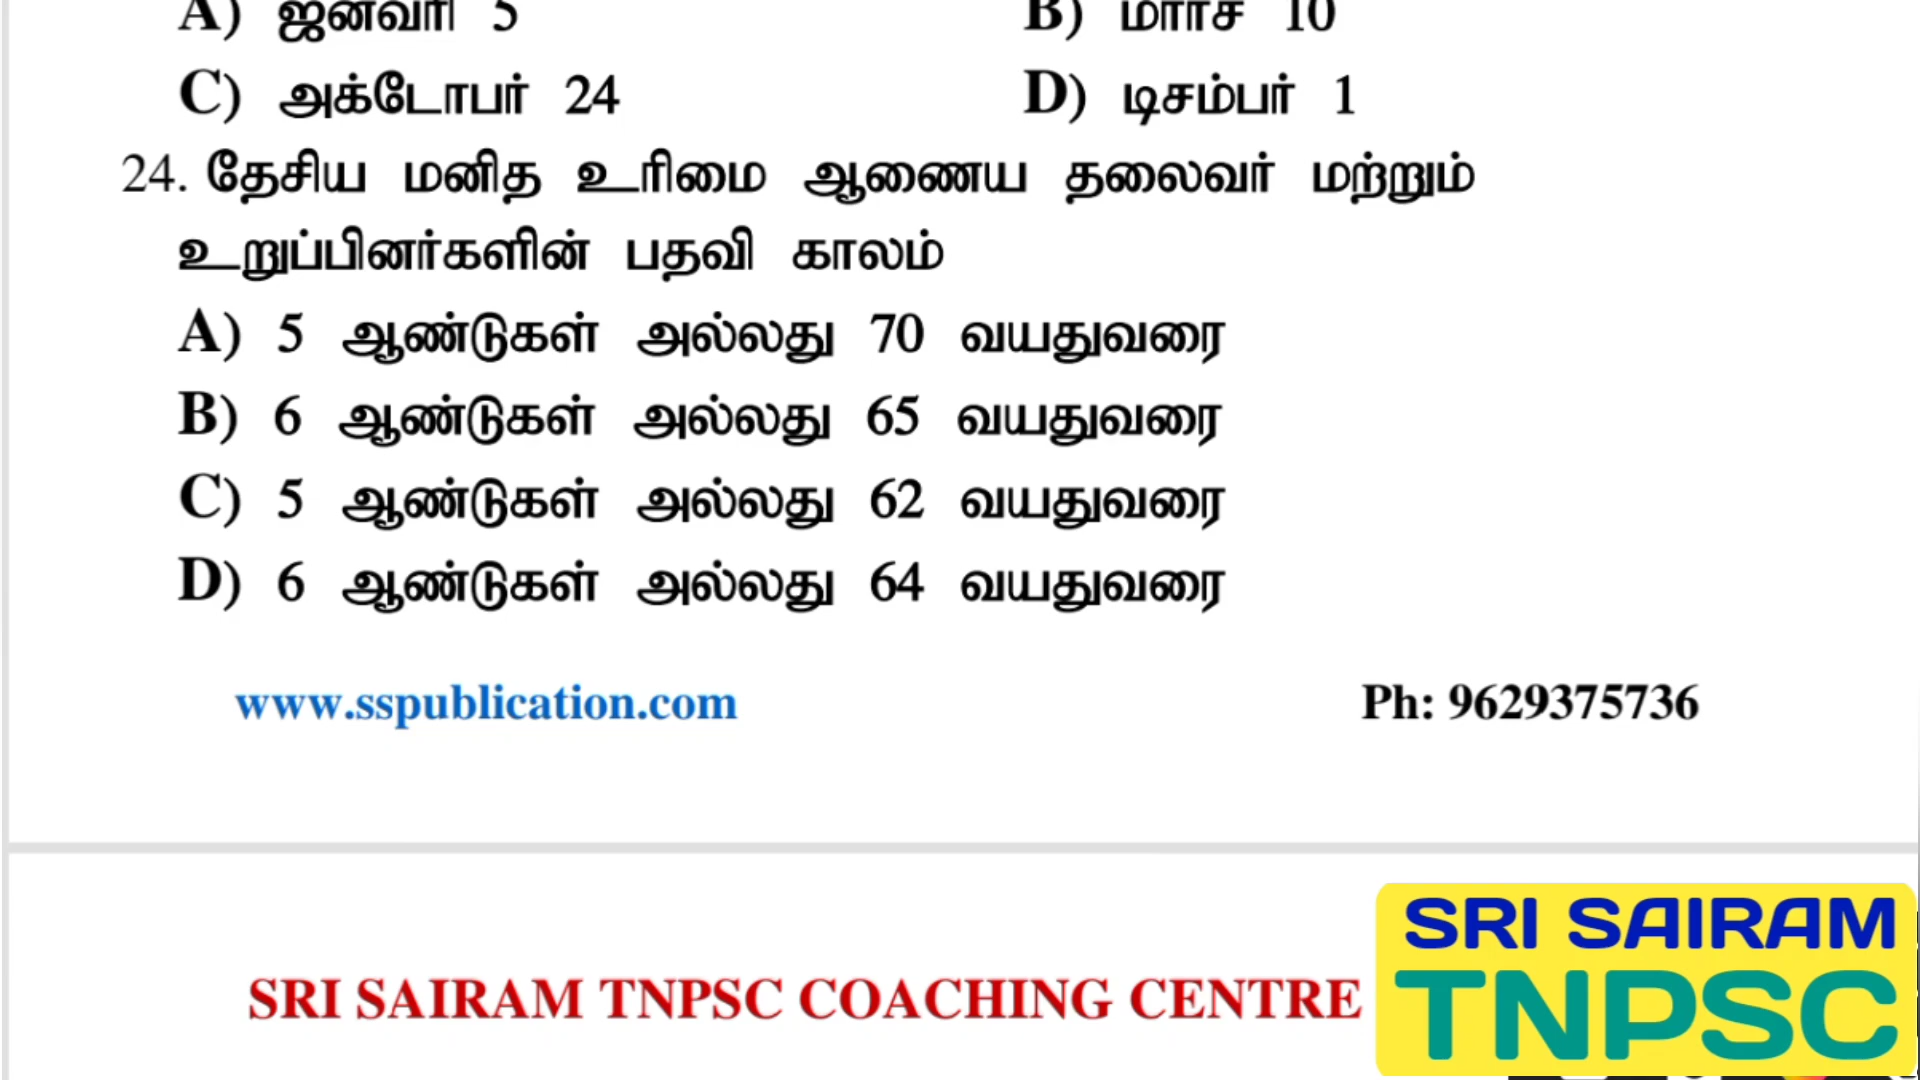 A) ஜனவரி 5 B) மார்ச் 10
C) அக்டோபர் 24 D) டிசம்பர் 1
24. தேசிய மனித உரிமை ஆணைய தலைவர் மற்றும்
உறுப்பினர்களின் பதவி காலம்
A) 5 ஆண்டுகள் அல்லது 70 வயதுவரை
B) 6 ஆண்டுகள் அல்லது 65 வயதுவரை
C) 5 ஆண்டுகள் அல்லது 62 வயதுவரை
D) 6 ஆண்டுகள் அல்லது 64 வயதுவரை
www.sspublication.com Ph: 9629375736
SRI SAIRAM TNPSC COACHING CENTRE
SRI SAIRAM
TNPSC